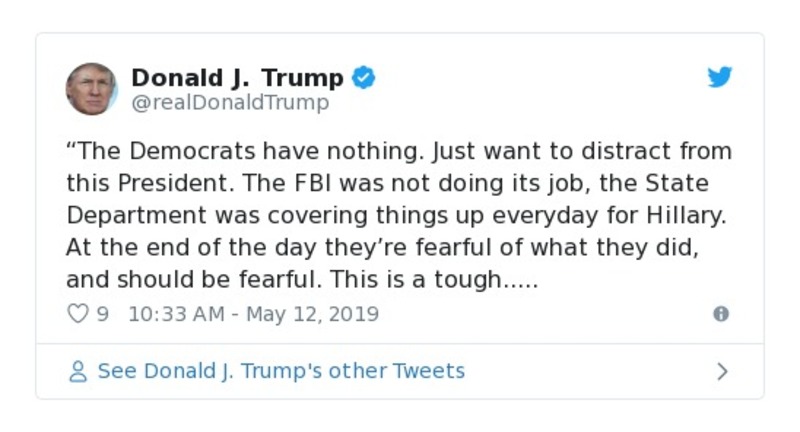 Donald J. Trump
@realDonaldTrump
“The Democrats have nothing. Just want to distract from
this President. The FBI was not doing its job, the State
Department was covering things up everyday for Hillary.
At the end of the day they’re fearful of what they did,
and should be fearful. This is a tough.....
9 10:33 AM - May 12, 2019
See Donald J. Trump's other Tweets